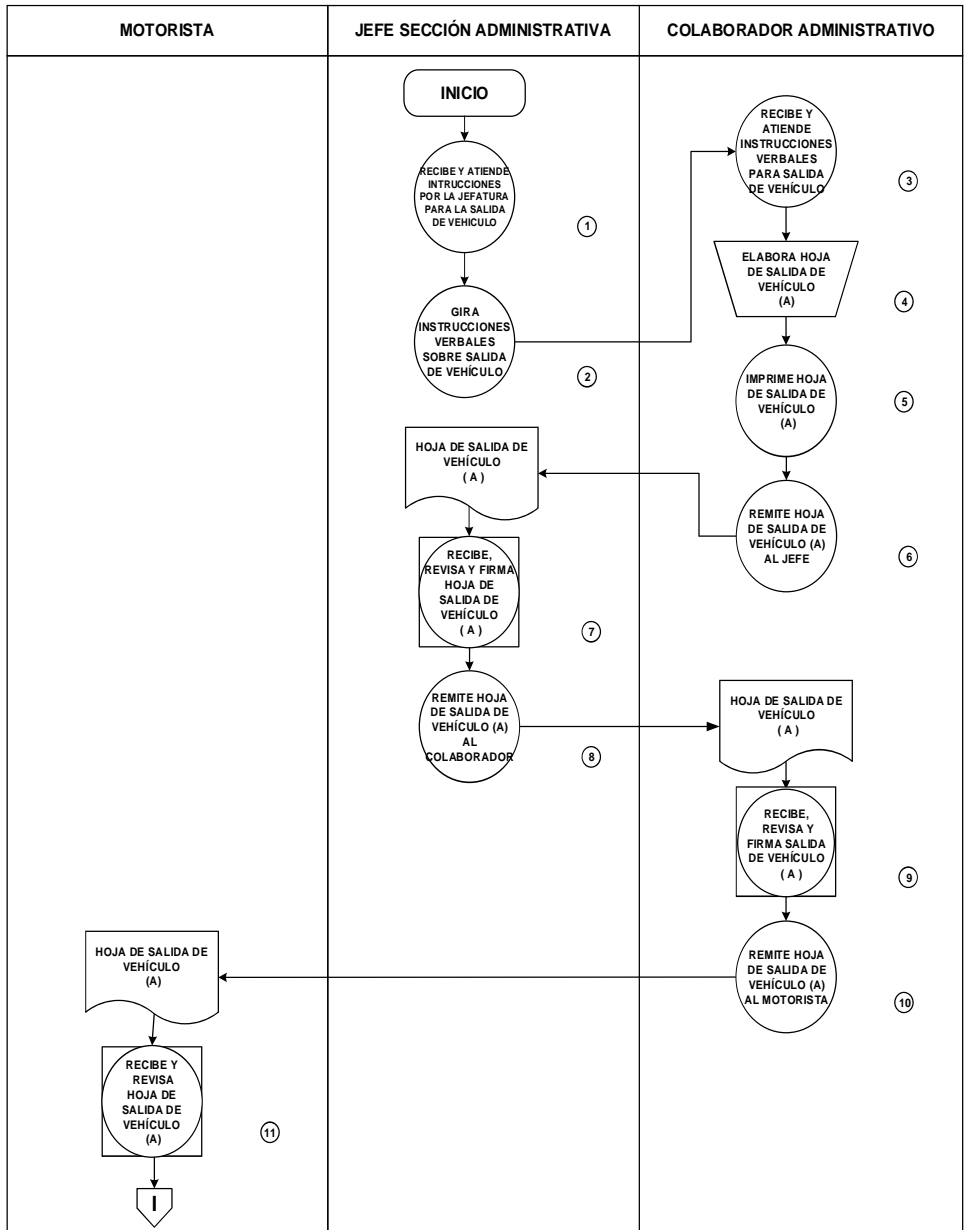 MOTORISTA
JEFE SECCIÓN ADMINISTRATIVA
COLABORADOR ADMINISTRATIVO
INICIO
RECIBE Y ATIENDE
INTRUCCIONES
POR LA JEFATURA
PARA LA SALIDA
DE VEHICULO
1
GIRA
INSTRUCCIONES
VERBALES
SOBRE SALIDA
DE VEHÍCULO
2
RECIBE Y
ATIENDE
INSTRUCCIONES
VERBALES
PARA SALIDA
DE VEHÍCULO
3
ELABORA HOJA
DE SALIDA DE
VEHÍCULO
(A)
4
IMPRIME HOJA
DE SALIDA DE
VEHÍCULO
(A)
5
REMITE HOJA
DE SALIDA DE
VEHÍCULO (A)
AL JEFE
6
HOJA DE SALIDA DE
VEHÍCULO
( A )
RECIBE,
REVISA Y FIRMA
HOJA DE
SALIDA DE
VEHÍCULO
( A )
7
REMITE HOJA
DE SALIDA DE
VEHÍCULO (A)
AL
COLABORADOR
8
HOJA DE SALIDA DE
VEHÍCULO
( A )
RECIBE,
REVISA Y
FIRMA SALIDA
DE VEHÍCULO
( A )
9
REMITE HOJA
DE SALIDA DE
VEHÍCULO (A)
AL MOTORISTA
10
HOJA DE SALIDA DE
VEHÍCULO
(A)
RECIBE Y
REVISA
HOJA DE
SALIDA DE
VEHÍCULO
(A)
11
I